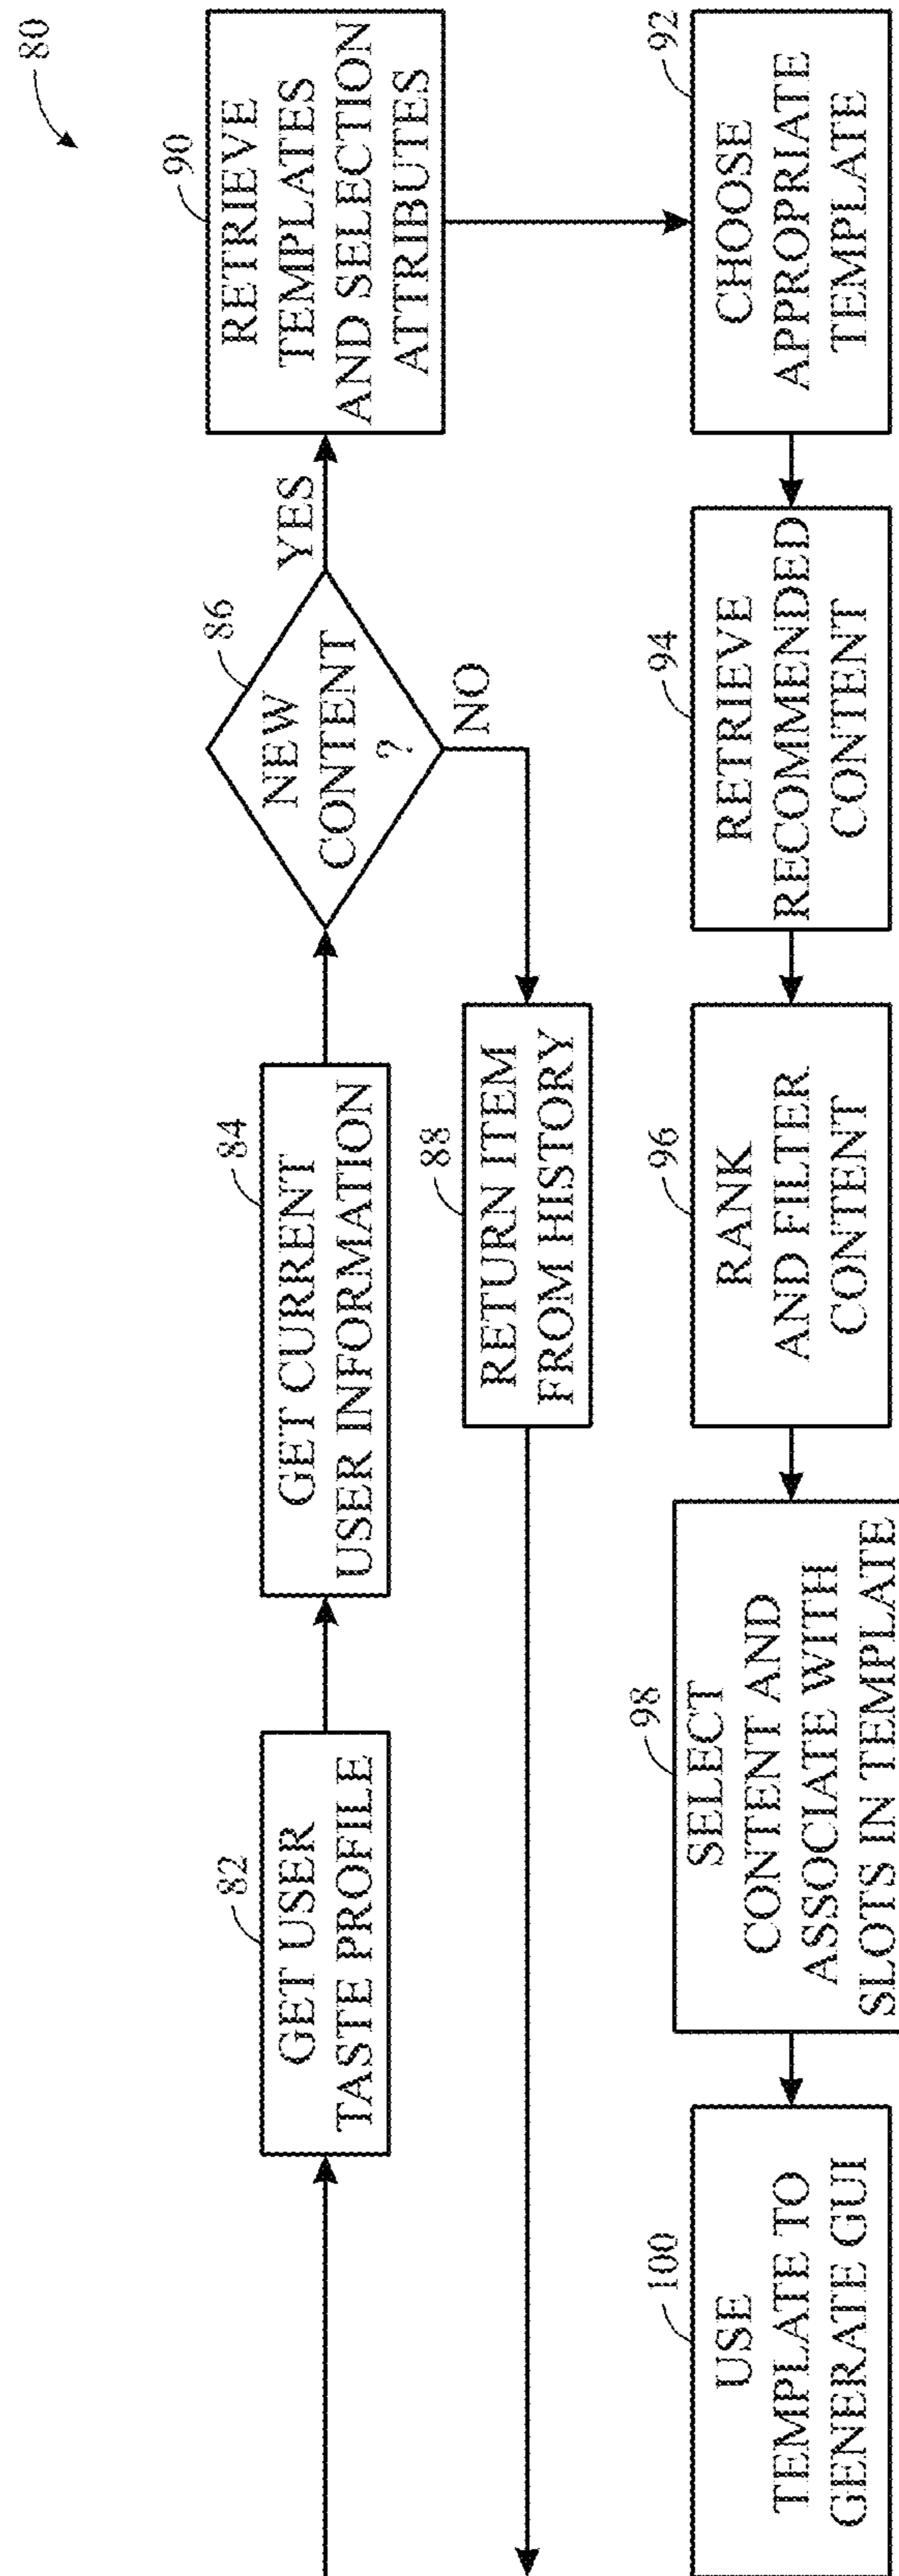 80
82
GET USER
TASTE PROFILE
84
GET CURRENT
USER INFORMATION
86
NEW
CONTENT
?
YES
NO
88
RETURN ITEM
FROM HISTORY
90
RETRIEVE
TEMPLATES
AND SELECTION
ATTRIBUTES
92
CHOOSE
APPROPRIATE
TEMPLATE
94
RETRIEVE
RECOMMENDED
CONTENT
96
RANK
AND FILTER
CONTENT
98
SELECT
CONTENT AND
ASSOCIATE WITH
SLOTS IN TEMPLATE
100
USE
TEMPLATE TO
GENERATE GUI